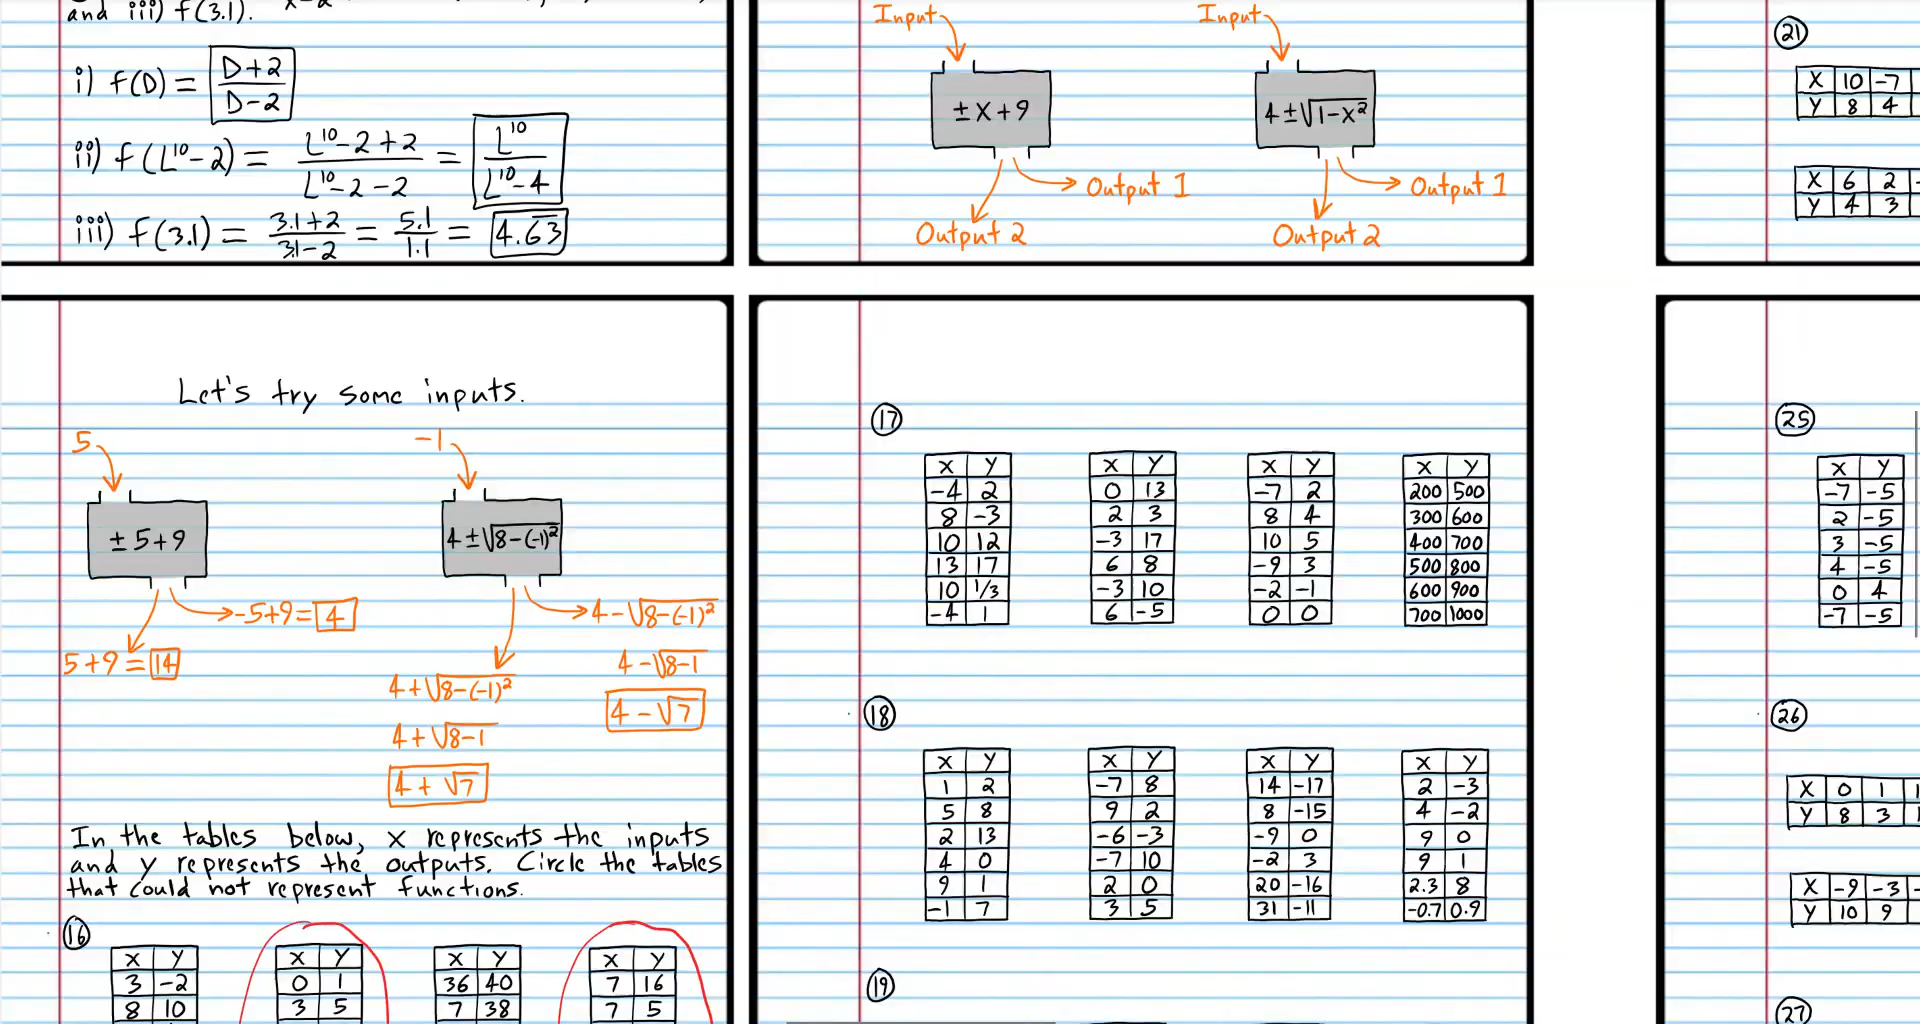 and iii) f(3.1).
i) f(D) = D+2 / D-2
ii) f(L^10-2) = L^10-2+2 / L^10-2-2 = L^10 / L^10-4
iii) f(3.1) = 3.1+2 / 3.1-2 = 5.1 / 1.1 = 4.6̅3̅
Input
Input
±x+9
4±√1-x²
Output 1
Output 2
Output 1
Output 2
21
X 10 -7
Y 8 4
X 6 2
Y 4 3
Let's try some inputs.
5
-1
±5+9
4±√8-(-1)²
-5+9=4
5+9=14
4-√8-(-1)²
4-√8-1
4-√7
4+√8-(-1)²
4+√8-1
4+√7
In the tables below, x represents the inputs
and y represents the outputs. Circle the tables
that could not represent functions.
16
X Y
3 -2
8 10
X Y
0 1
3 5
X Y
36 40
7 38
X Y
7 16
7 5
17
X Y
-4 2
8 -3
10 12
13 17
10 1/3
-4 1
X Y
0 13
2 3
-3 17
6 8
-3 10
6 -5
X Y
-7 2
8 4
10 5
-9 3
-2 -1
0 0
X Y
200 500
300 600
400 700
500 800
600 900
700 1000
18
X Y
1 2
5 8
2 13
4 0
9 1
-1 7
X Y
-7 8
9 2
-6 -3
-7 10
2 0
3 5
X Y
14 -17
8 -15
-9 0
-2 3
20 -16
31 -11
X Y
2 -3
4 -2
9 0
9 1
2.3 8
-0.7 0.9
19
25
X Y
-7 -5
2 -5
3 -5
4 -5
0 4
-7 -5
26
X 0 1
Y 8 3
X -9 -3
Y 10 9
27